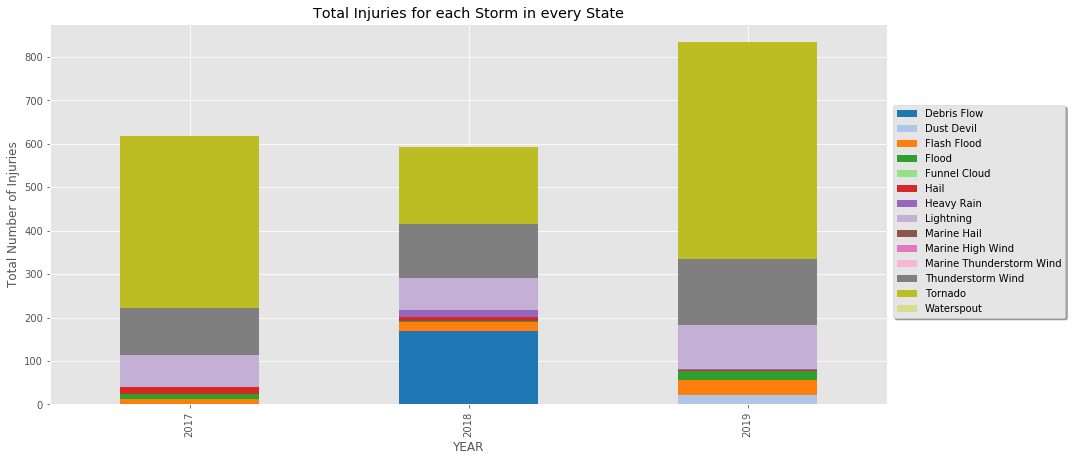 Total Injuries for each Storm in every State
Total Number of Injuries
800
700
600
500
400
300
200
100
0
2017
2018
2019
YEAR
Debris Flow
Dust Devil
Flash Flood
Flood
Funnel Cloud
Hail
Heavy Rain
Lightning
Marine Hail
Marine High Wind
Marine Thunderstorm Wind
Thunderstorm Wind
Tornado
Waterspout